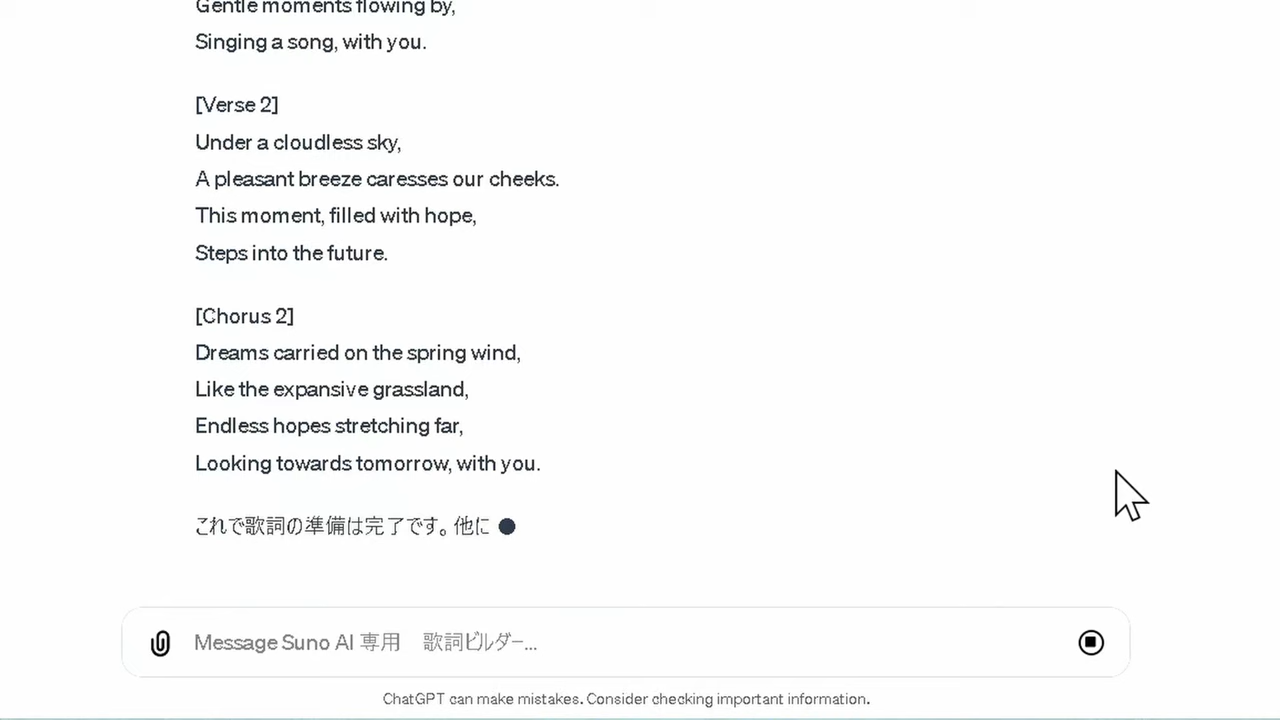 Gentle moments flowing by,
Singing a song, with you.
[Verse 2]
Under a cloudless sky,
A pleasant breeze caresses our cheeks.
This moment, filled with hope,
Steps into the future.
[Chorus 2]
Dreams carried on the spring wind,
Like the expansive grassland,
Endless hopes stretching far,
Looking towards tomorrow, with you.
これで歌詞の準備は完了です。他に
Message Suno AI 専用　歌詞ビルダー...
ChatGPT can make mistakes. Consider checking important information.